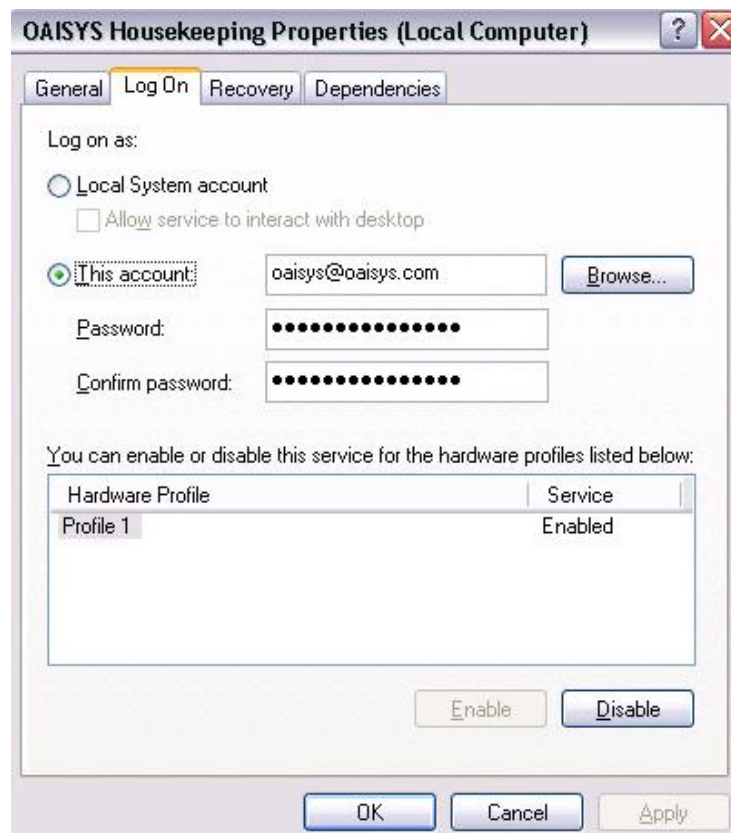 OAISYS Housekeeping Properties (Local Computer)
General Log On Recovery Dependencies
Log on as:
Local System account
Allow service to interact with desktop
This account: oaisys@oaisys.com Browse...
Password: •••••••••••••••
Confirm password: •••••••••••••••
You can enable or disable this service for the hardware profiles listed below:
Hardware Profile Service
Profile 1 Enabled
Enable Disable
OK Cancel Apply